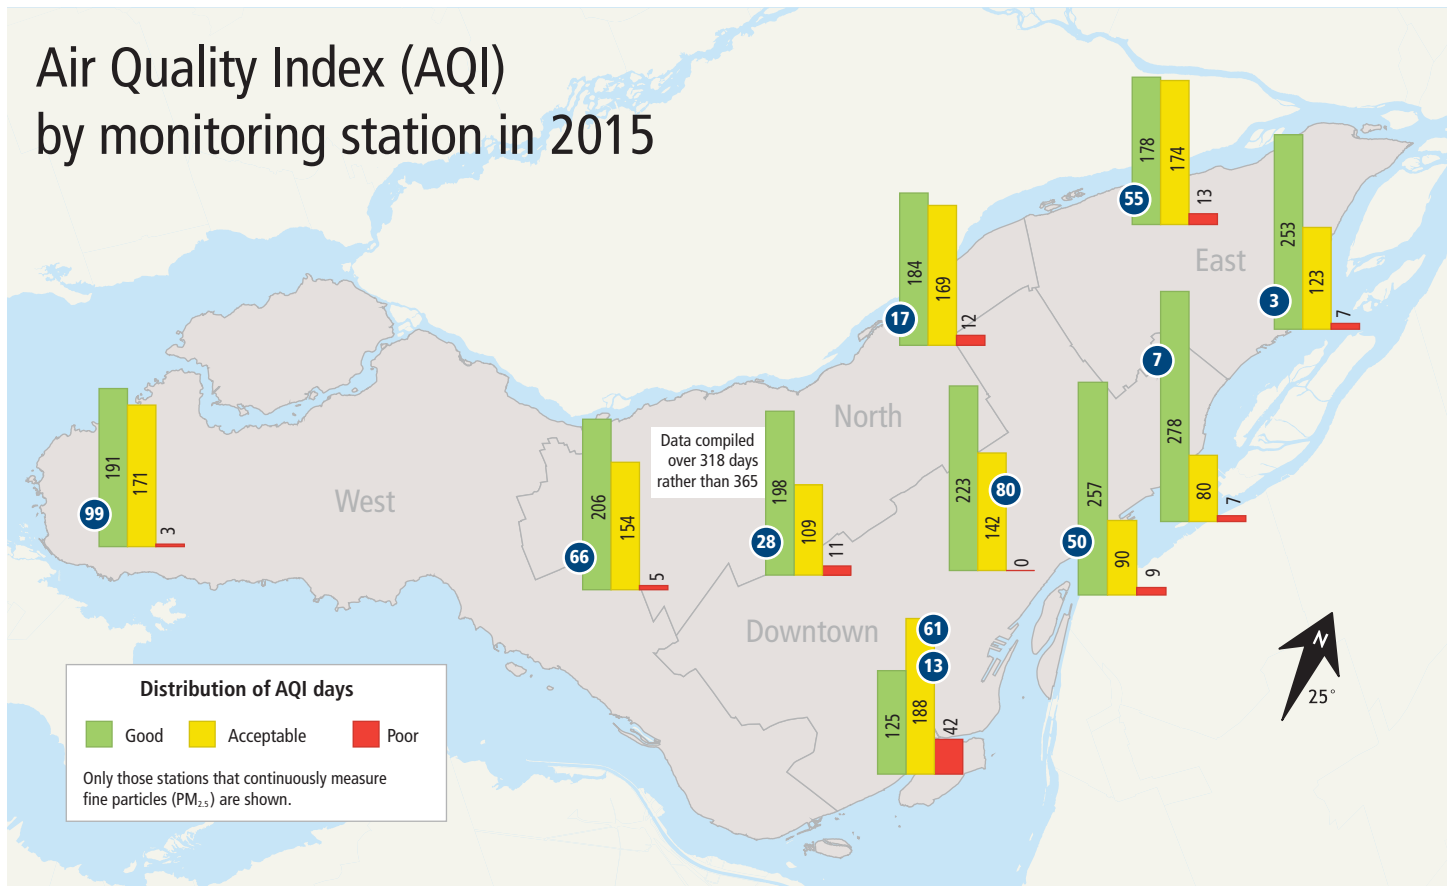 Air Quality Index (AQI)
by monitoring station in 2015
178
174
13
55
East
253
123
7
3
184
169
12
17
7
278
80
7
North
191
171
3
99
West
206
154
5
66
Data compiled
over 318 days
rather than 365
198
109
11
28
223
142
0
80
257
90
9
50
Downtown
61
13
125
188
42
N
25°
Distribution of AQI days
Good
Acceptable
Poor
Only those stations that continuously measure
fine particles (PM2.5) are shown.